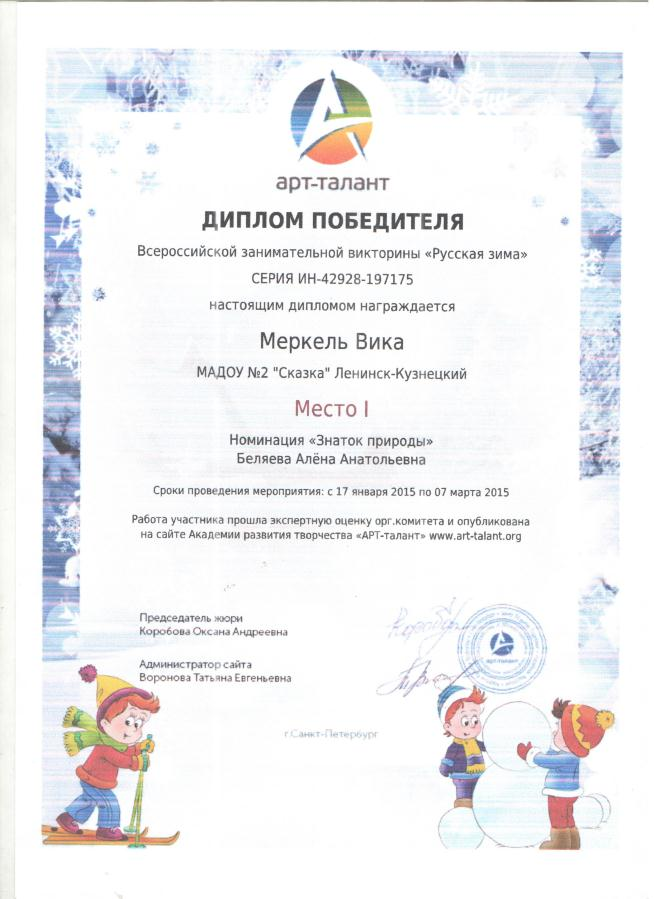 арт-талант
ДИПЛОМ ПОБЕДИТЕЛЯ
Всероссийской занимательной викторины «Русская зима»
СЕРИЯ ИН-42928-197175
настоящим дипломом награждается
Меркель Вика
МАДОУ №2 "Сказка" Ленинск-Кузнецкий
Место I
Номинация «Знаток природы»
Беляева Алёна Анатольевна
Сроки проведения мероприятия: с 17 января 2015 по 07 марта 2015
Работа участника прошла экспертную оценку орг.комитета и опубликована
на сайте Академии развития творчества «АРТ-талант» www.art-talant.org
Председатель жюри
Коробова Оксана Андреевна
Администратор сайта
Воронова Татьяна Евгеньевна
арт-талант
г.Санкт-Петербург